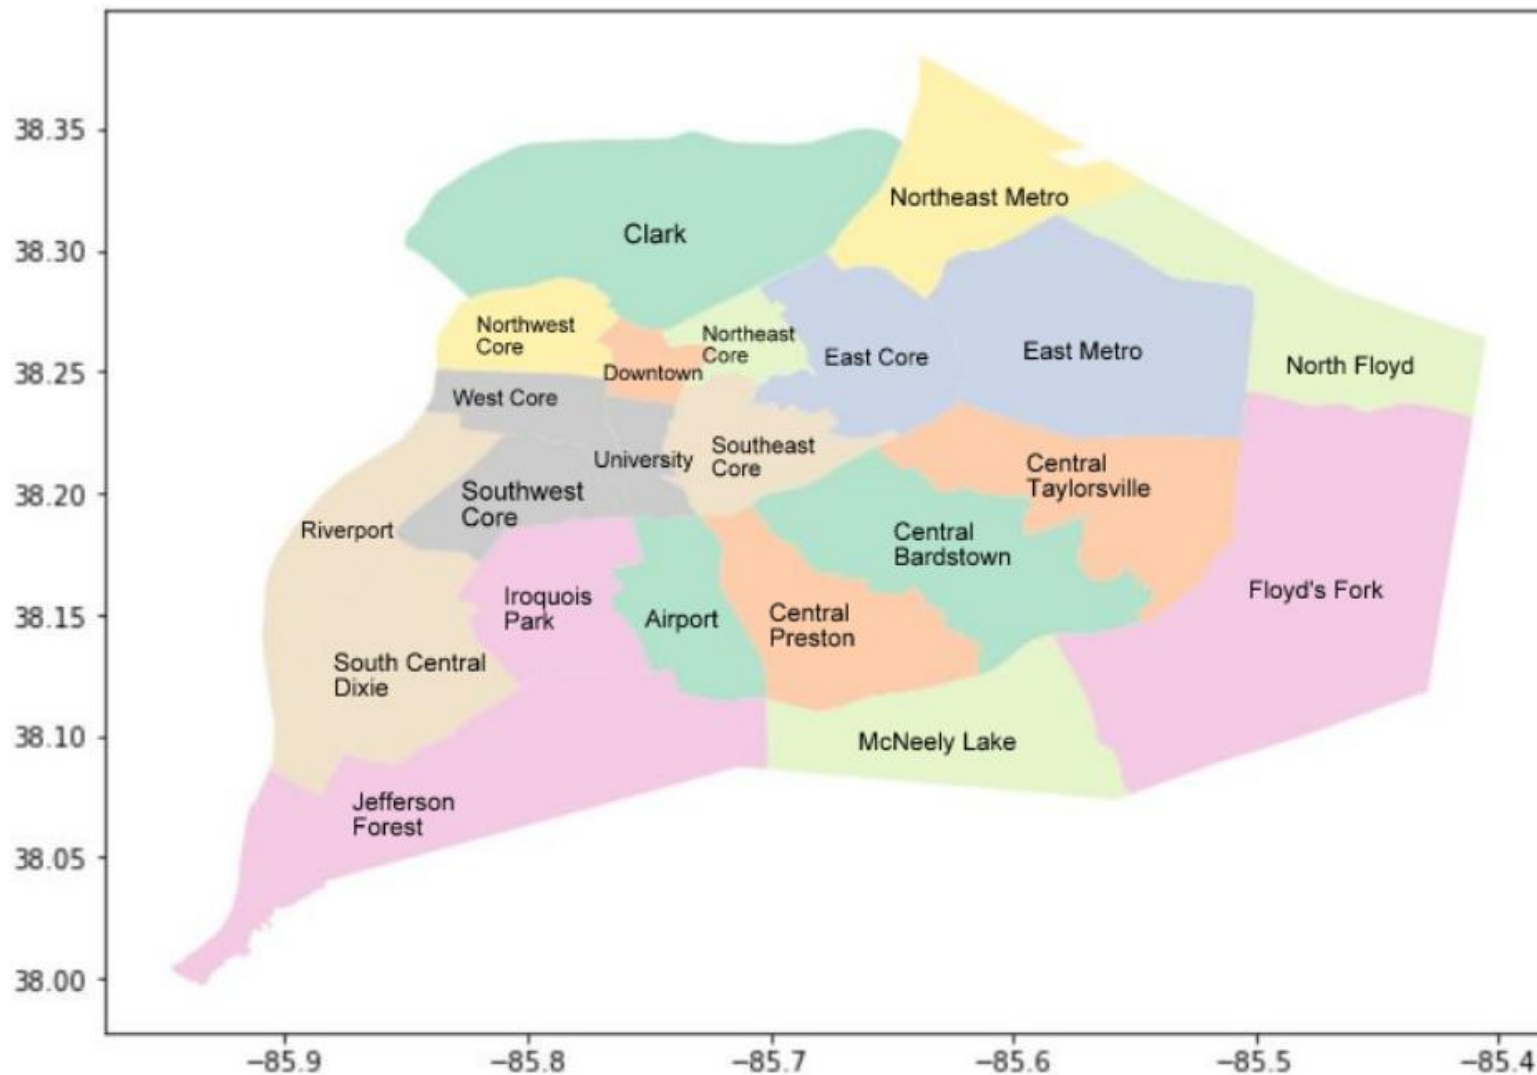 38.35
38.30
38.25
38.20
38.15
38.10
38.05
38.00
Northeast Metro
Clark
Northwest
Core
Northeast
Core
Downtown
East Core
East Metro
North Floyd
West Core
University
Southeast
Core
Central
Taylorsville
Southwest
Core
Riverport
Central
Bardstown
Iroquois
Park
Airport
Central
Preston
Floyd's Fork
South Central
Dixie
McNeely Lake
Jefferson
Forest
−85.9
−85.8
−85.7
−85.6
−85.5
−85.4